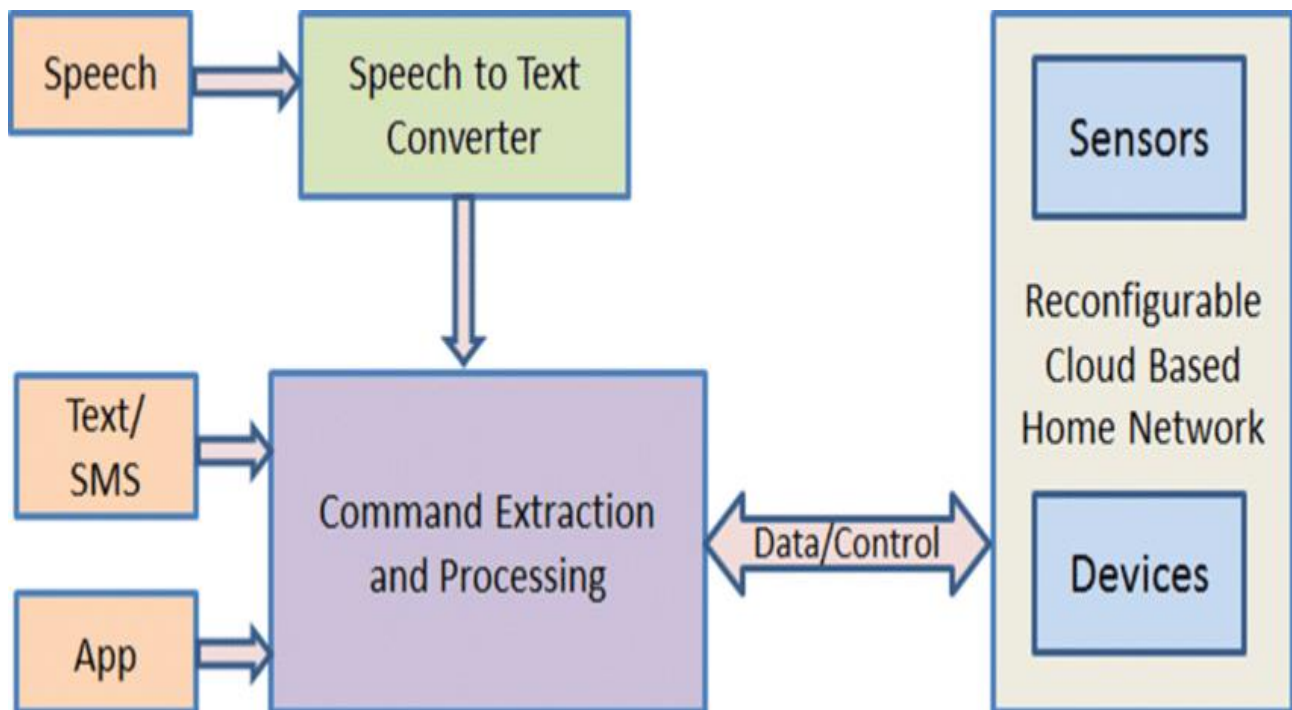 Speech
Speech to Text
Converter
Sensors
Reconfigurable
Cloud Based
Home Network
Text/
SMS
Command Extraction
and Processing
Data/Control
Devices
App